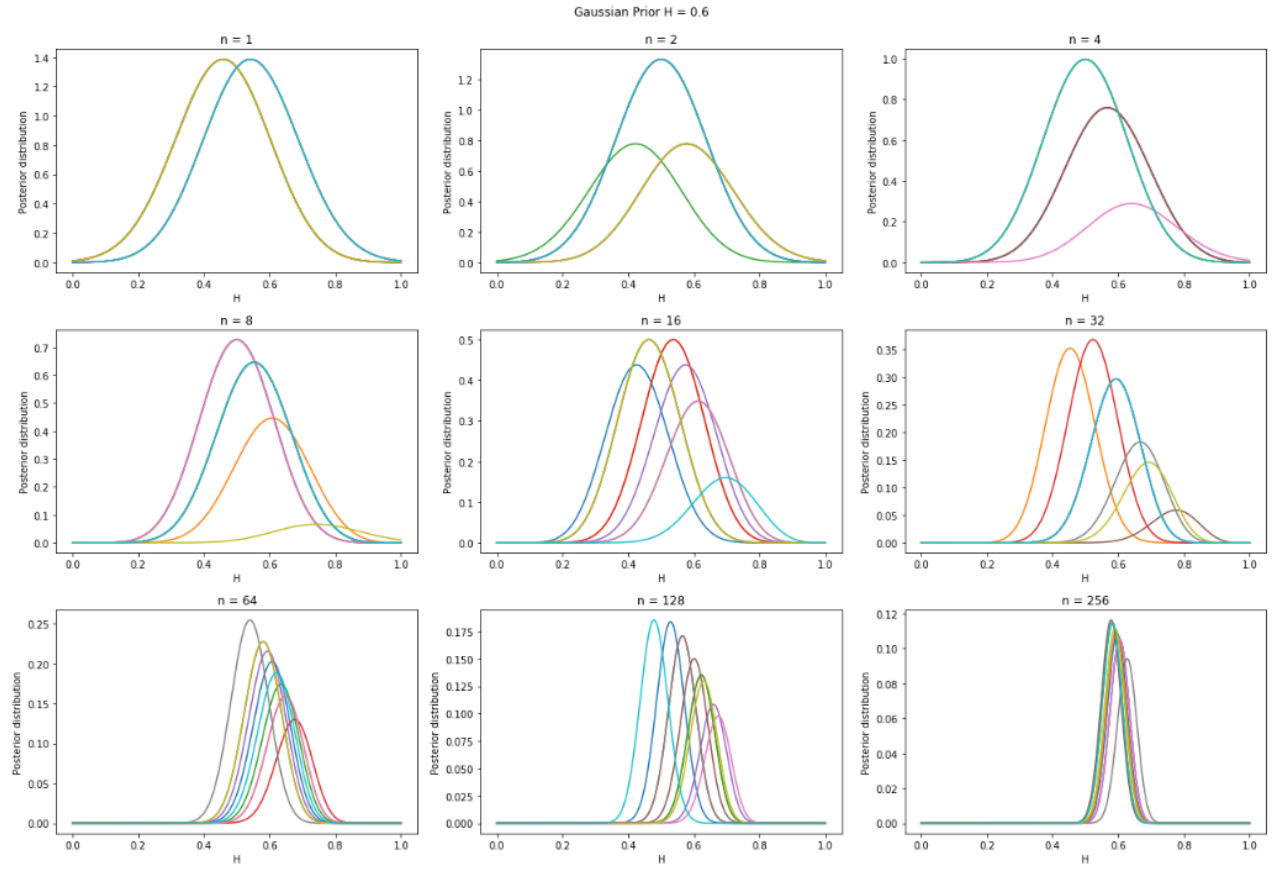 Gaussian Prior H = 0.6
n = 1
1.4
1.2
1.0
0.8
0.6
0.4
0.2
0.0
Posterior distribution
0.0 0.2 0.4 0.6 0.8 1.0
H
n = 2
1.2
1.0
0.8
0.6
0.4
0.2
0.0
Posterior distribution
0.0 0.2 0.4 0.6 0.8 1.0
H
n = 4
1.0
0.8
0.6
0.4
0.2
0.0
Posterior distribution
0.0 0.2 0.4 0.6 0.8 1.0
H
n = 8
0.7
0.6
0.5
0.4
0.3
0.2
0.1
0.0
Posterior distribution
0.0 0.2 0.4 0.6 0.8 1.0
H
n = 16
0.5
0.4
0.3
0.2
0.1
0.0
Posterior distribution
0.0 0.2 0.4 0.6 0.8 1.0
H
n = 32
0.35
0.30
0.25
0.20
0.15
0.10
0.05
0.00
Posterior distribution
0.0 0.2 0.4 0.6 0.8 1.0
H
n = 64
0.25
0.20
0.15
0.10
0.05
0.00
Posterior distribution
0.0 0.2 0.4 0.6 0.8 1.0
H
n = 128
0.175
0.150
0.125
0.100
0.075
0.050
0.025
0.000
Posterior distribution
0.0 0.2 0.4 0.6 0.8 1.0
H
n = 256
0.12
0.10
0.08
0.06
0.04
0.02
0.00
Posterior distribution
0.0 0.2 0.4 0.6 0.8 1.0
H